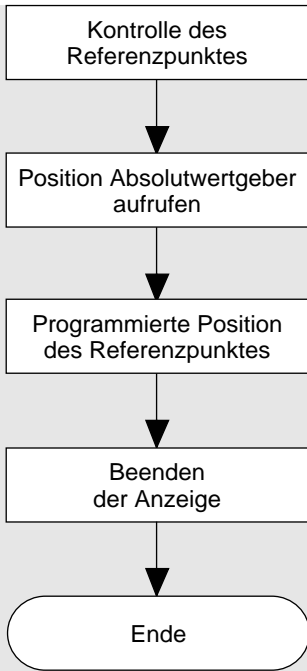 Kontrolle des
Referenzpunktes
Position Absolutwertgeber
aufrufen
Programmierte Position
des Referenzpunktes
Beenden
der Anzeige
Ende